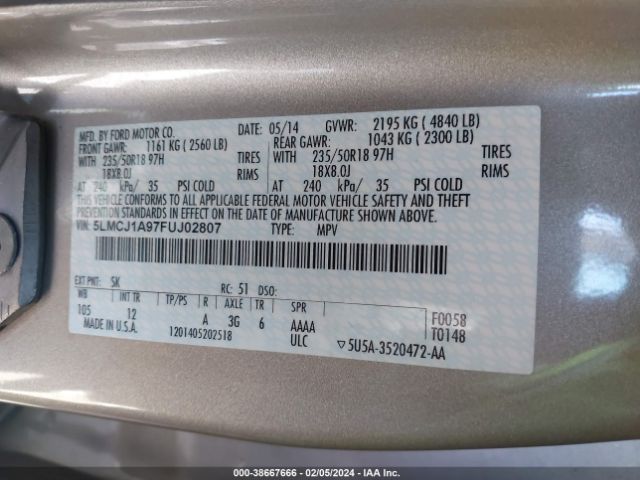 MFD. BY FORD MOTOR CO. DATE: 05/14 GVWR: 2195 KG ( 4840 LB)
FRONT GAWR: 1161 KG ( 2560 LB) REAR GAWR: 1043 KG ( 2300 LB)
WITH 235/50R18 97H TIRES WITH 235/50R18 97H TIRES
18X8.0J RIMS 18X8.0J RIMS
AT 240 kPa/ 35 PSI COLD AT 240 kPa/ 35 PSI COLD
THIS VEHICLE CONFORMS TO ALL APPLICABLE FEDERAL MOTOR VEHICLE SAFETY AND THEFT
PREVENTION STANDARDS IN EFFECT ON THE DATE OF MANUFACTURE SHOWN ABOVE.
VIN: 5LMCJ1A97FUJ02807 TYPE: MPV
EXT PNT: SK RC: 51 DSO:
WB INT TR TP/PS R AXLE TR SPR F0058
105 12 A 3G 6 AAAA T0148
MADE IN U.S.A. ULC ▽5U5A-3520472-AA
1201405202518
000-38667666 - 02/05/2024 - IAA Inc.